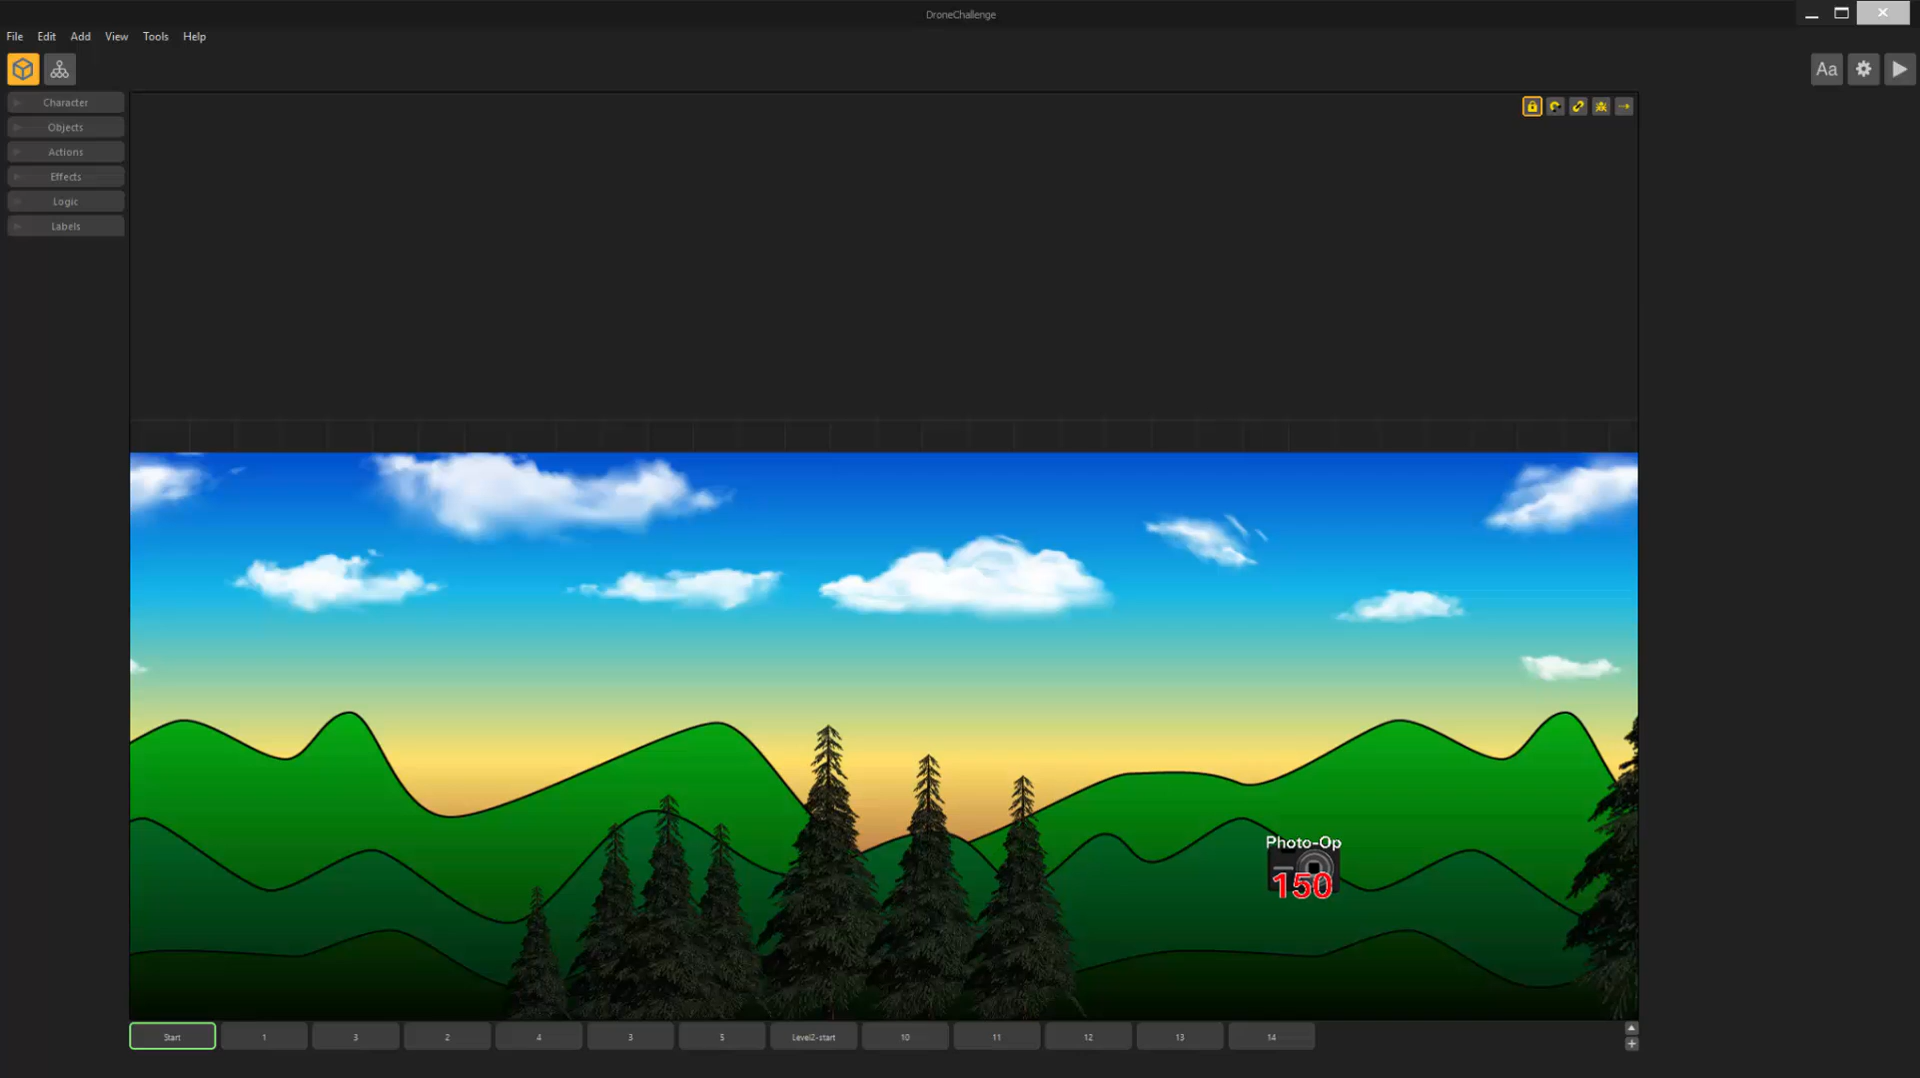 DroneChallenge
File Edit Add View Tools Help
Aa
Character
Objects
Actions
Effects
Logic
Labels
Photo-Op
150
Start 1 3 2 4 3 5 Level2-start 10 11 12 13 14